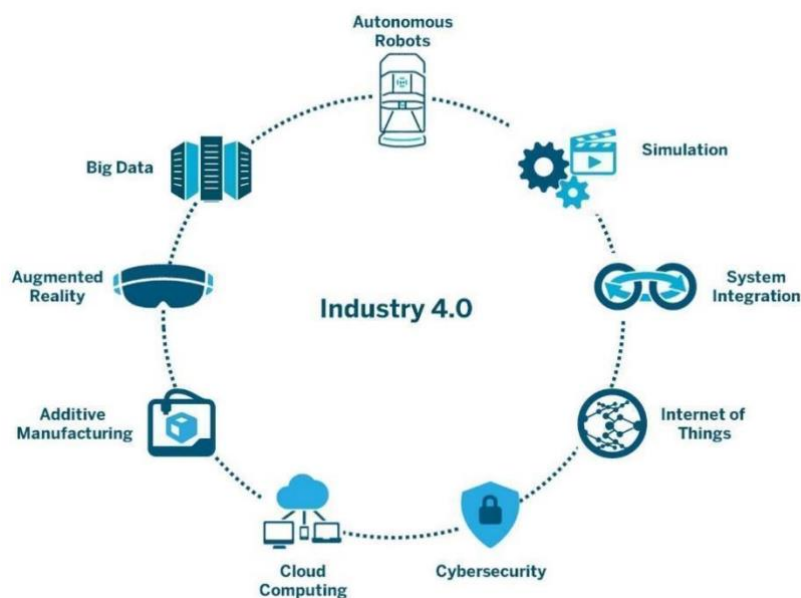 Autonomous
Robots
Simulation
Big Data
System
Integration
Augmented
Reality
Industry 4.0
Internet of
Things
Additive
Manufacturing
Cybersecurity
Cloud
Computing